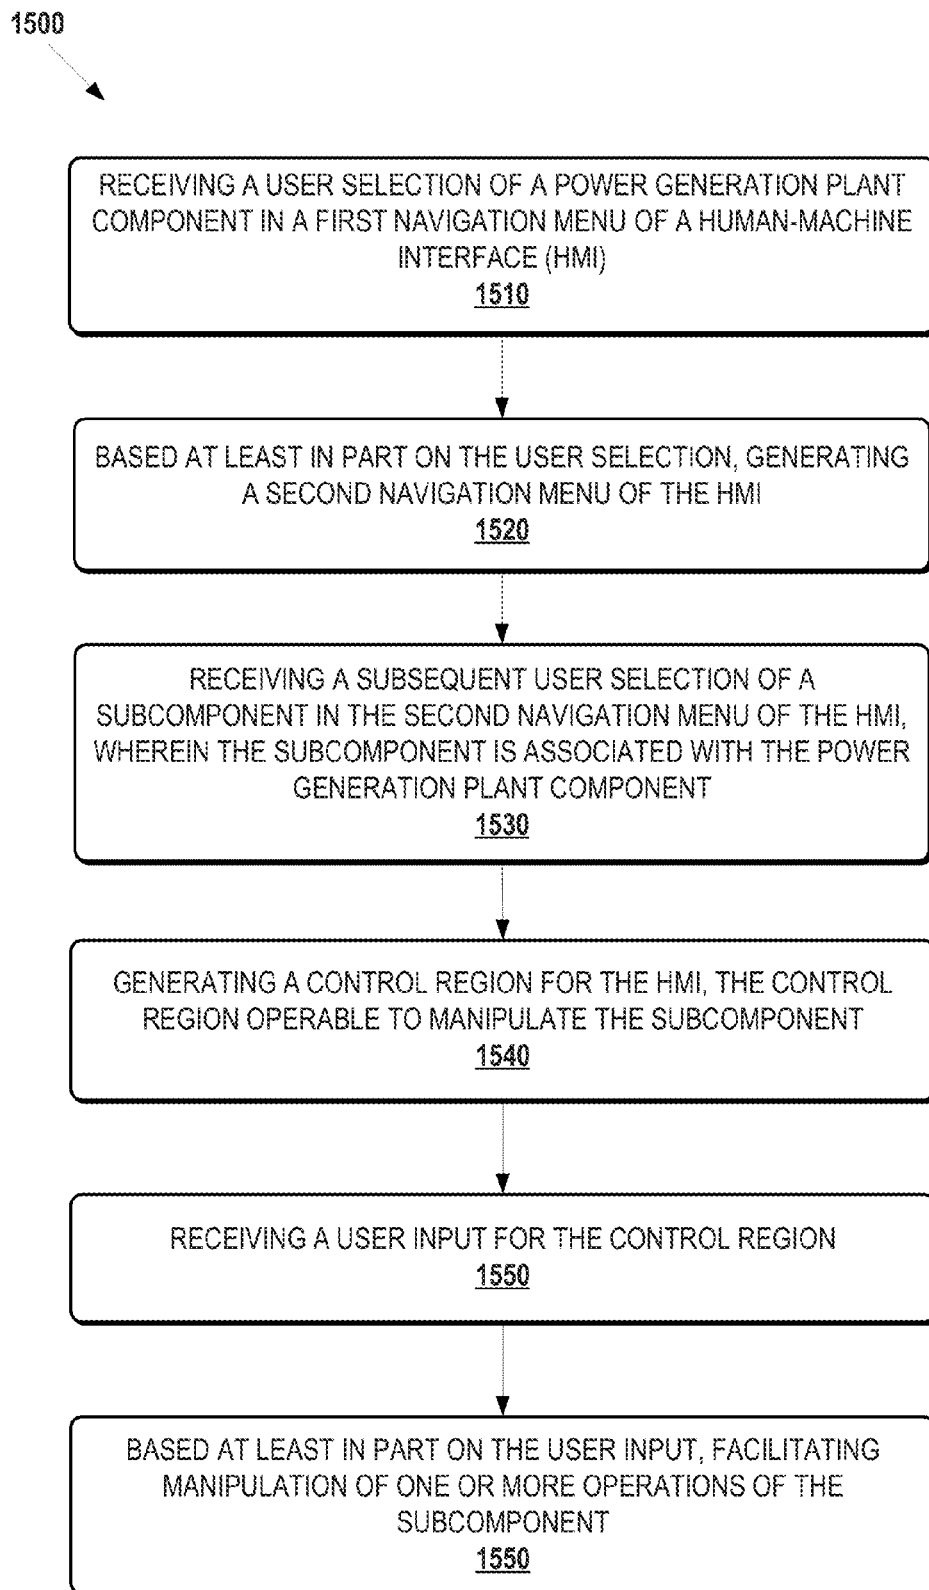 1500
RECEIVING A USER SELECTION OF A POWER GENERATION PLANT
COMPONENT IN A FIRST NAVIGATION MENU OF A HUMAN-MACHINE
INTERFACE (HMI)
1510
BASED AT LEAST IN PART ON THE USER SELECTION, GENERATING
A SECOND NAVIGATION MENU OF THE HMI
1520
RECEIVING A SUBSEQUENT USER SELECTION OF A
SUBCOMPONENT IN THE SECOND NAVIGATION MENU OF THE HMI,
WHEREIN THE SUBCOMPONENT IS ASSOCIATED WITH THE POWER
GENERATION PLANT COMPONENT
1530
GENERATING A CONTROL REGION FOR THE HMI, THE CONTROL
REGION OPERABLE TO MANIPULATE THE SUBCOMPONENT
1540
RECEIVING A USER INPUT FOR THE CONTROL REGION
1550
BASED AT LEAST IN PART ON THE USER INPUT, FACILITATING
MANIPULATION OF ONE OR MORE OPERATIONS OF THE
SUBCOMPONENT
1550